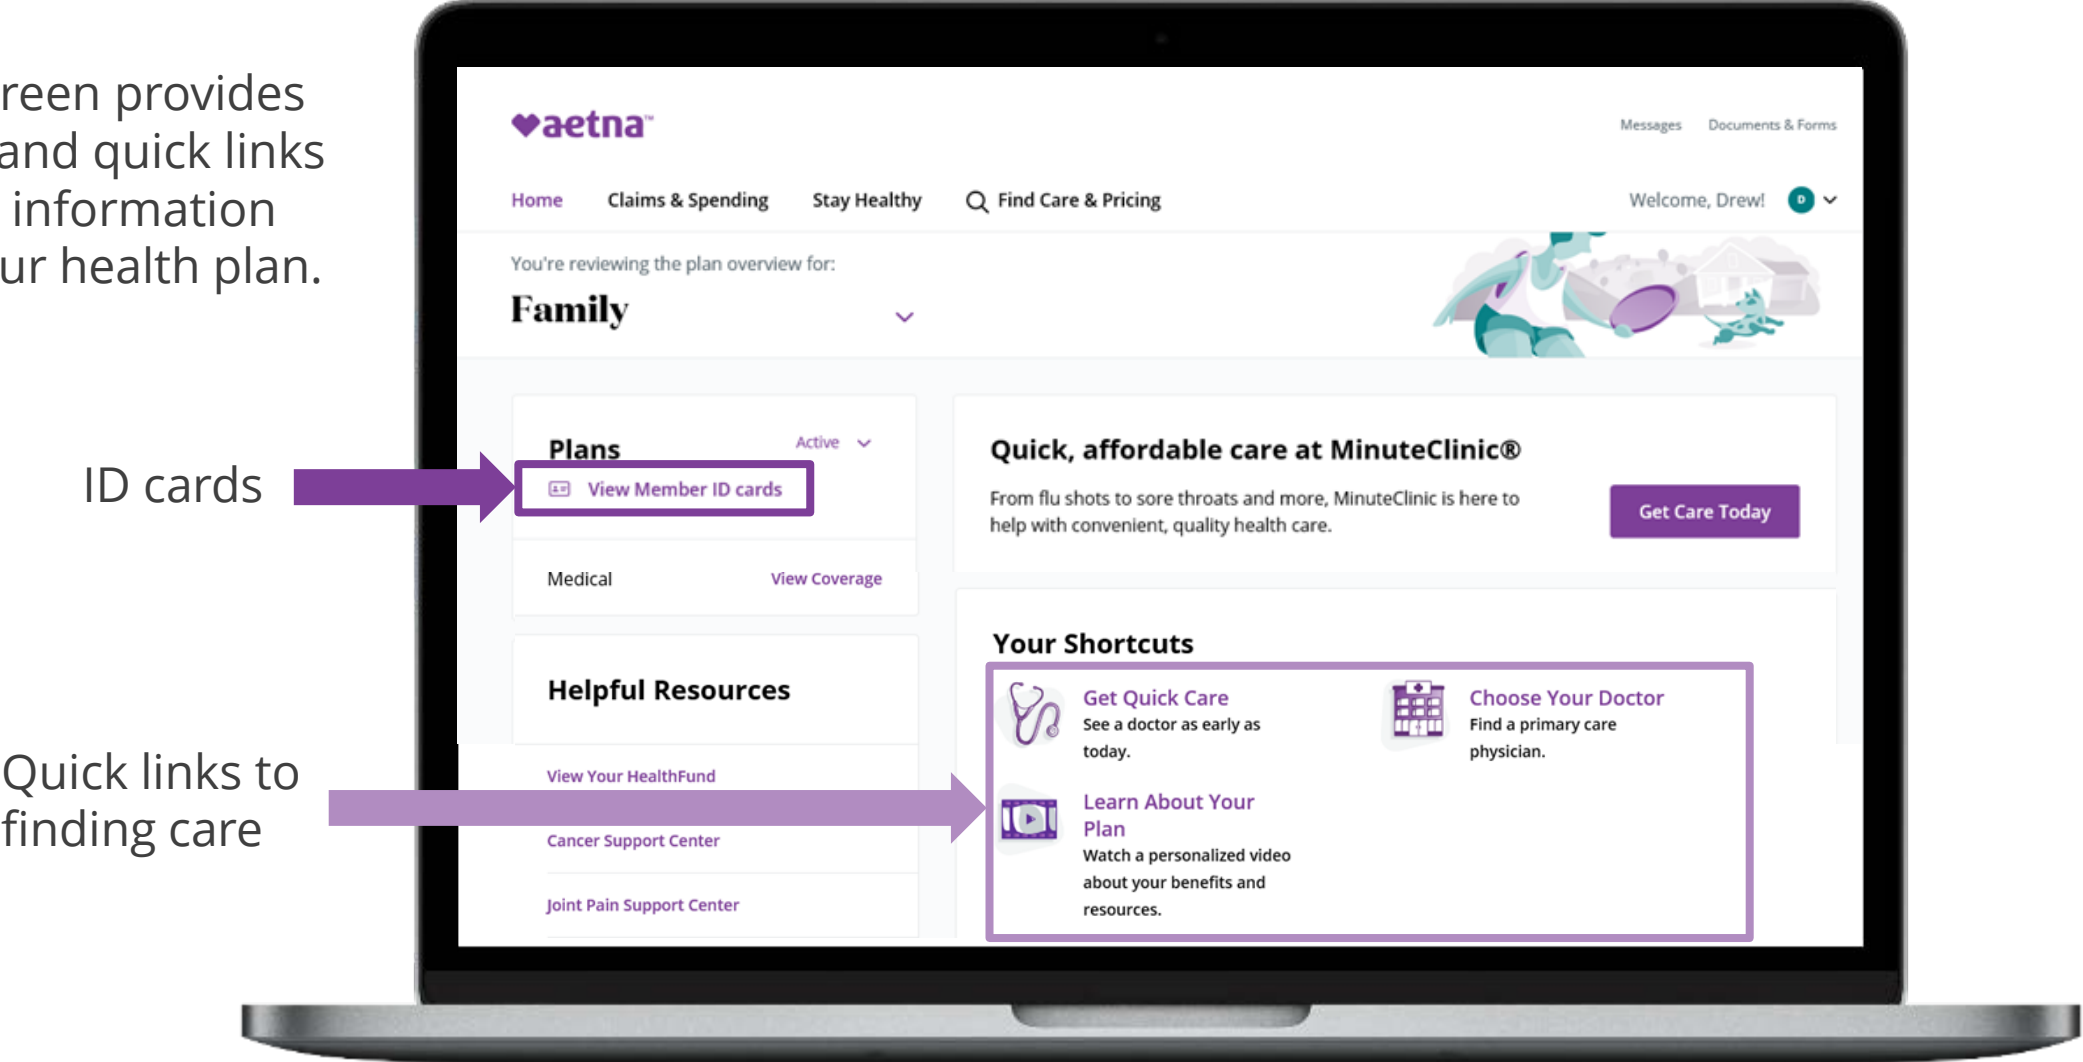 reen provides
and quick links
information
ur health plan.
ID cards
Quick links to
finding care
aetna™
Messages Documents & Forms
Home Claims & Spending Stay Healthy Find Care & Pricing Welcome, Drew! D
You're reviewing the plan overview for:
Family
Plans Active
View Member ID cards
Medical View Coverage
Helpful Resources
View Your HealthFund
Cancer Support Center
Joint Pain Support Center
Quick, affordable care at MinuteClinic®
From flu shots to sore throats and more, MinuteClinic is here to
help with convenient, quality health care.
Get Care Today
Your Shortcuts
Get Quick Care
See a doctor as early as
today.
Choose Your Doctor
Find a primary care
physician.
Learn About Your
Plan
Watch a personalized video
about your benefits and
resources.